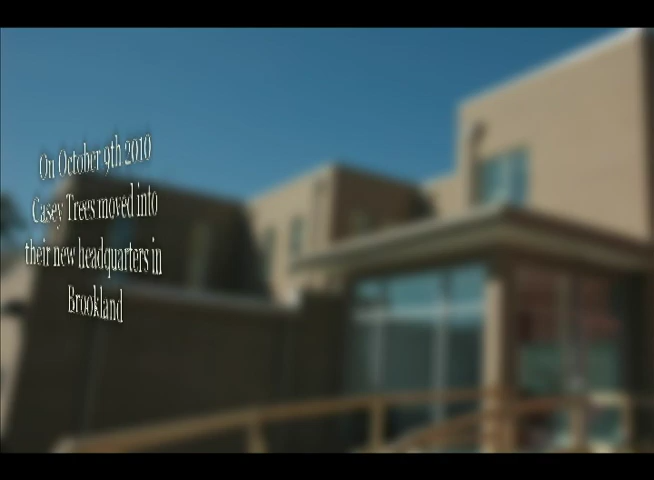 On October 9th 2010
Casey Trees moved into
their new headquarters in
Brookland